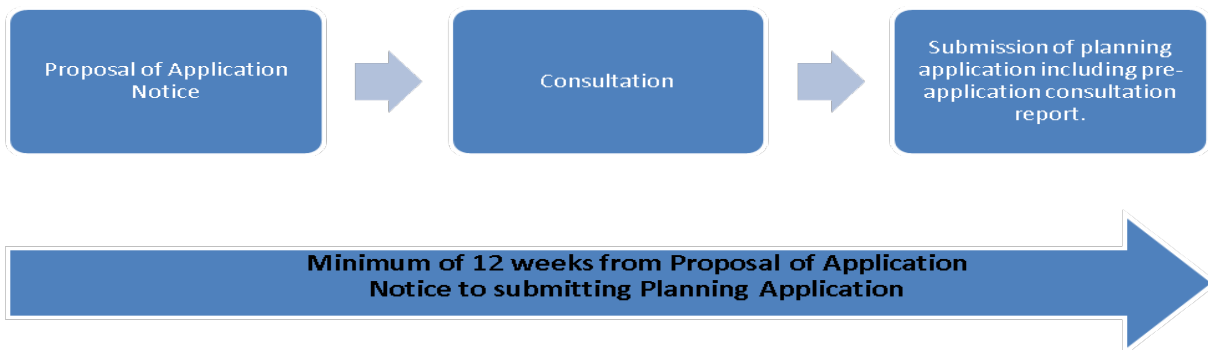 Proposal of Application
Notice
Consultation
Submission of planning
application including pre-
application consultation
report.
Minimum of 12 weeks from Proposal of Application
Notice to submitting Planning Application